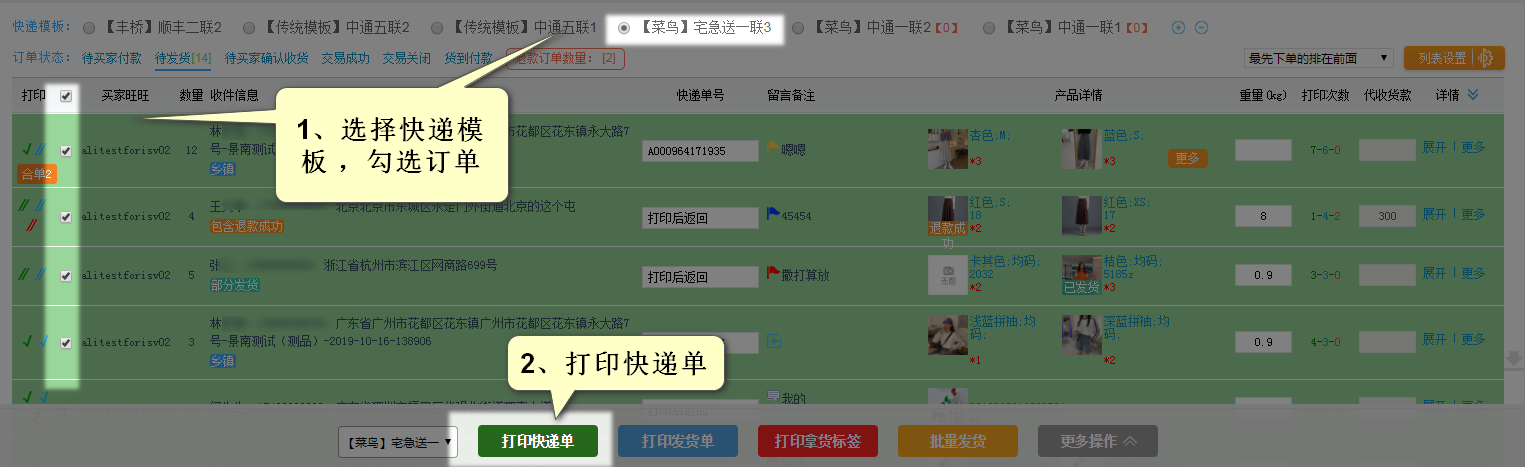 快递模板: 【丰桥】顺丰二联2 【传统模板】中通五联2 【传统模板】中通五联1 【菜鸟】宅急送一联3 【菜鸟】中通一联2【0】 【菜鸟】中通一联1【0】
订单状态: 待买家付款 待发货[14] 待买家确认收货 交易成功 交易关闭 货到付款 退款订单数量: [2] 最先下单的排在前面 列表设置
打印 买家旺旺 数量 收件信息 快递单号 留言备注 产品详情 重量(kg) 打印次数 代收货款 详情
1、选择快递模
板，勾选订单
林 市花都区花东镇永大路7
号-景南测试
乡镇
合单2
alitestforisv02 12 A000964171935 嗯嗯
杏色;M;
*3
蓝色;S;
*3
更多 7-6-0 展开 | 更多
alitestforisv02 4
北京北京市东城区永定门外街道北京的这个屯
包含退款成功
打印后返回 45454
红色;S;
18
*2
退款成
功
红色;XS;
17
*2
8 1-4-2 300 展开 | 更多
alitestforisv02 5
张 浙江省杭州市滨江区网商路699号
部分发货
打印后返回 撒打算放
无图
卡其色;均码;
2032
*2
已发货
桔色;均码;
5185z
*3
0.9 3-3-0 展开 | 更多
alitestforisv02 3
林 广东省广州市花都区花东镇广州市花都区花东镇永大路7
号-景南测试（测品）-2019-10-16-138906
乡镇
浅蓝拼袖;均
码;
*1
深蓝拼袖;均
码;
*2
0.9 4-3-0 展开 | 更多
2、打印快递单
我的
【菜鸟】宅急送一 打印快递单 打印发货单 打印拿货标签 批量发货 更多操作